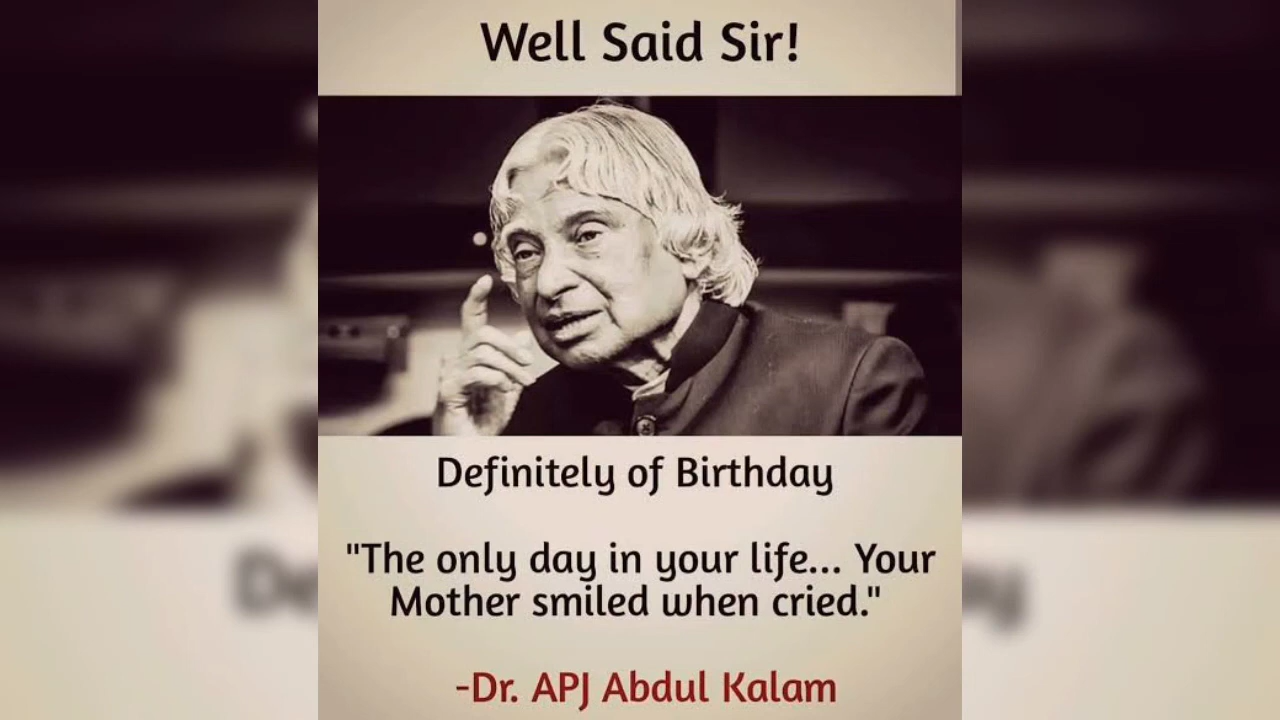 Well Said Sir!
Definitely of Birthday
"The only day in your life... Your
Mother smiled when cried."
-Dr. APJ Abdul Kalam